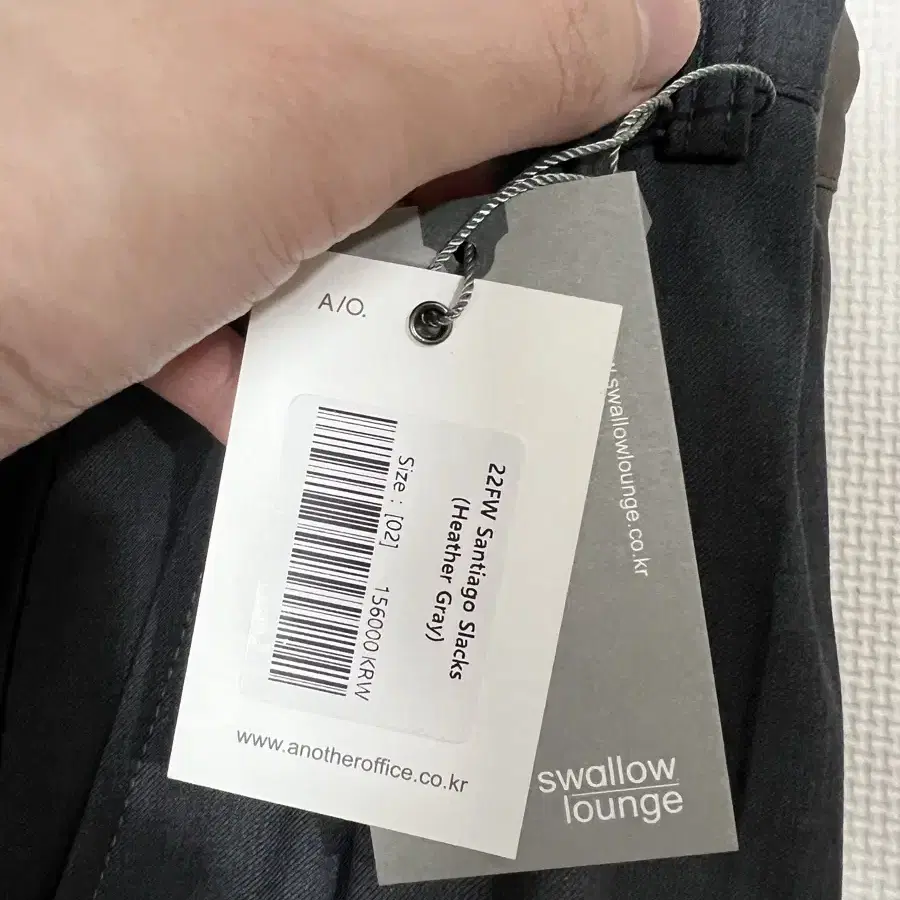 A/O.
22FW Santiago Slacks
(Heather Gray)
Size : [02] 156000 KRW
www.anotheroffice.co.kr
swallowlounge.co.kr
swallow
lounge